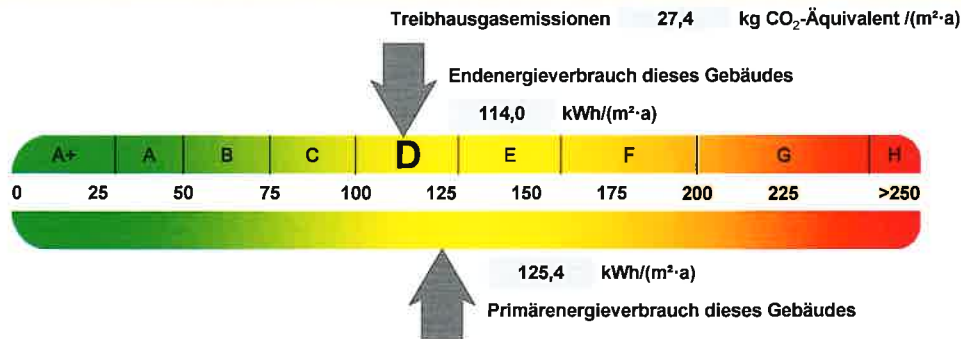 Treibhausgasemissionen 27,4 kg CO₂-Äquivalent /(m²·a)
Endenergieverbrauch dieses Gebäudes
114,0 kWh/(m²·a)
A+ A B C D E F G H
0 25 50 75 100 125 150 175 200 225 >250
125,4 kWh/(m²·a)
Primärenergieverbrauch dieses Gebäudes